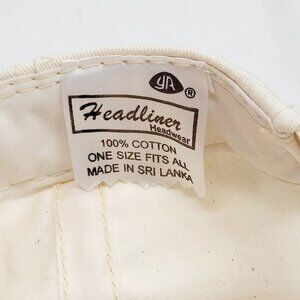 YA ®
Headliner
Headwear
100% COTTON
ONE SIZE FITS ALL
MADE IN SRI LANKA